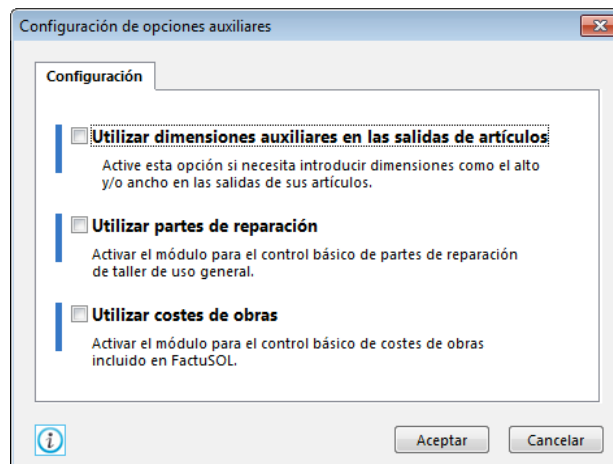 Configuración de opciones auxiliares
Configuración
Utilizar dimensiones auxiliares en las salidas de artículos
Active esta opción si necesita introducir dimensiones como el alto
y/o ancho en las salidas de sus artículos.
Utilizar partes de reparación
Activar el módulo para el control básico de partes de reparación
de taller de uso general.
Utilizar costes de obras
Activar el módulo para el control básico de costes de obras
incluido en FactuSOL.
Aceptar
Cancelar